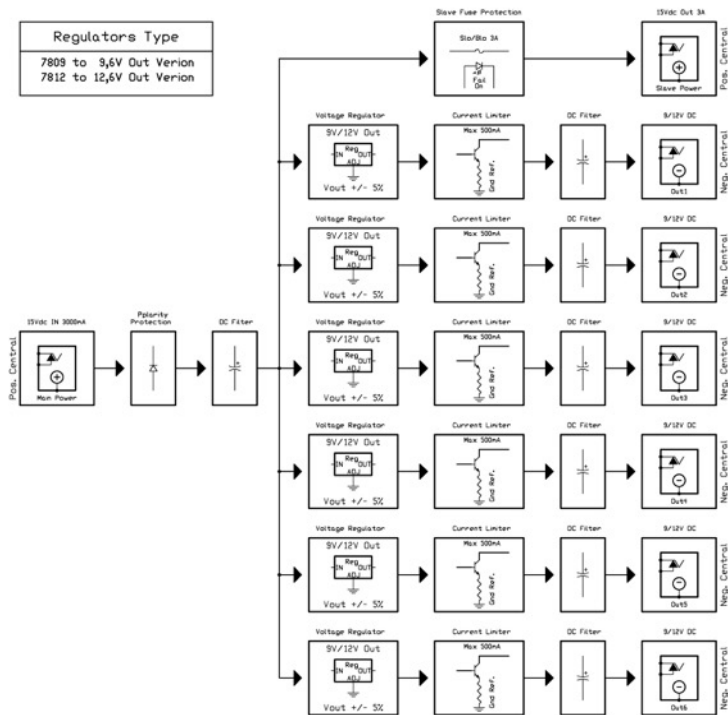 Regulators Type
7809 to 9,6V Out Verion
7812 to 12,6V Out Verion
Slave Fuse Protection
Slo/Blo 3A
Fail
On
15Vdc Out 3A
Slave Power
Pos. Central
Voltage Regulator
9V/12V Out
Reg
IN OUT
ADJ
Vout +/- 5%
Current Limiter
Max 500mA
Gnd Ref.
DC Filter
9/12V DC
Out1
Neg. Central
Voltage Regulator
9V/12V Out
Reg
IN OUT
ADJ
Vout +/- 5%
Current Limiter
Max 500mA
Gnd Ref.
DC Filter
9/12V DC
Out2
Neg. Central
15Vdc IN 3000mA
Main Power
Pos. Central
Pplarity
Protection
DC Filter
Voltage Regulator
9V/12V Out
Reg
IN OUT
ADJ
Vout +/- 5%
Current Limiter
Max 500mA
Gnd Ref.
DC Filter
9/12V DC
Out3
Neg. Central
Voltage Regulator
9V/12V Out
Reg
IN OUT
ADJ
Vout +/- 5%
Current Limiter
Max 500mA
Gnd Ref.
DC Filter
9/12V DC
Out4
Neg. Central
Voltage Regulator
9V/12V Out
Reg
IN OUT
ADJ
Vout +/- 5%
Current Limiter
Max 500mA
Gnd Ref.
DC Filter
9/12V DC
Out5
Neg. Central
Voltage Regulator
9V/12V Out
Reg
IN OUT
ADJ
Vout +/- 5%
Current Limiter
Max 500mA
Gnd Ref.
DC Filter
9/12V DC
Out6
Neg. Central